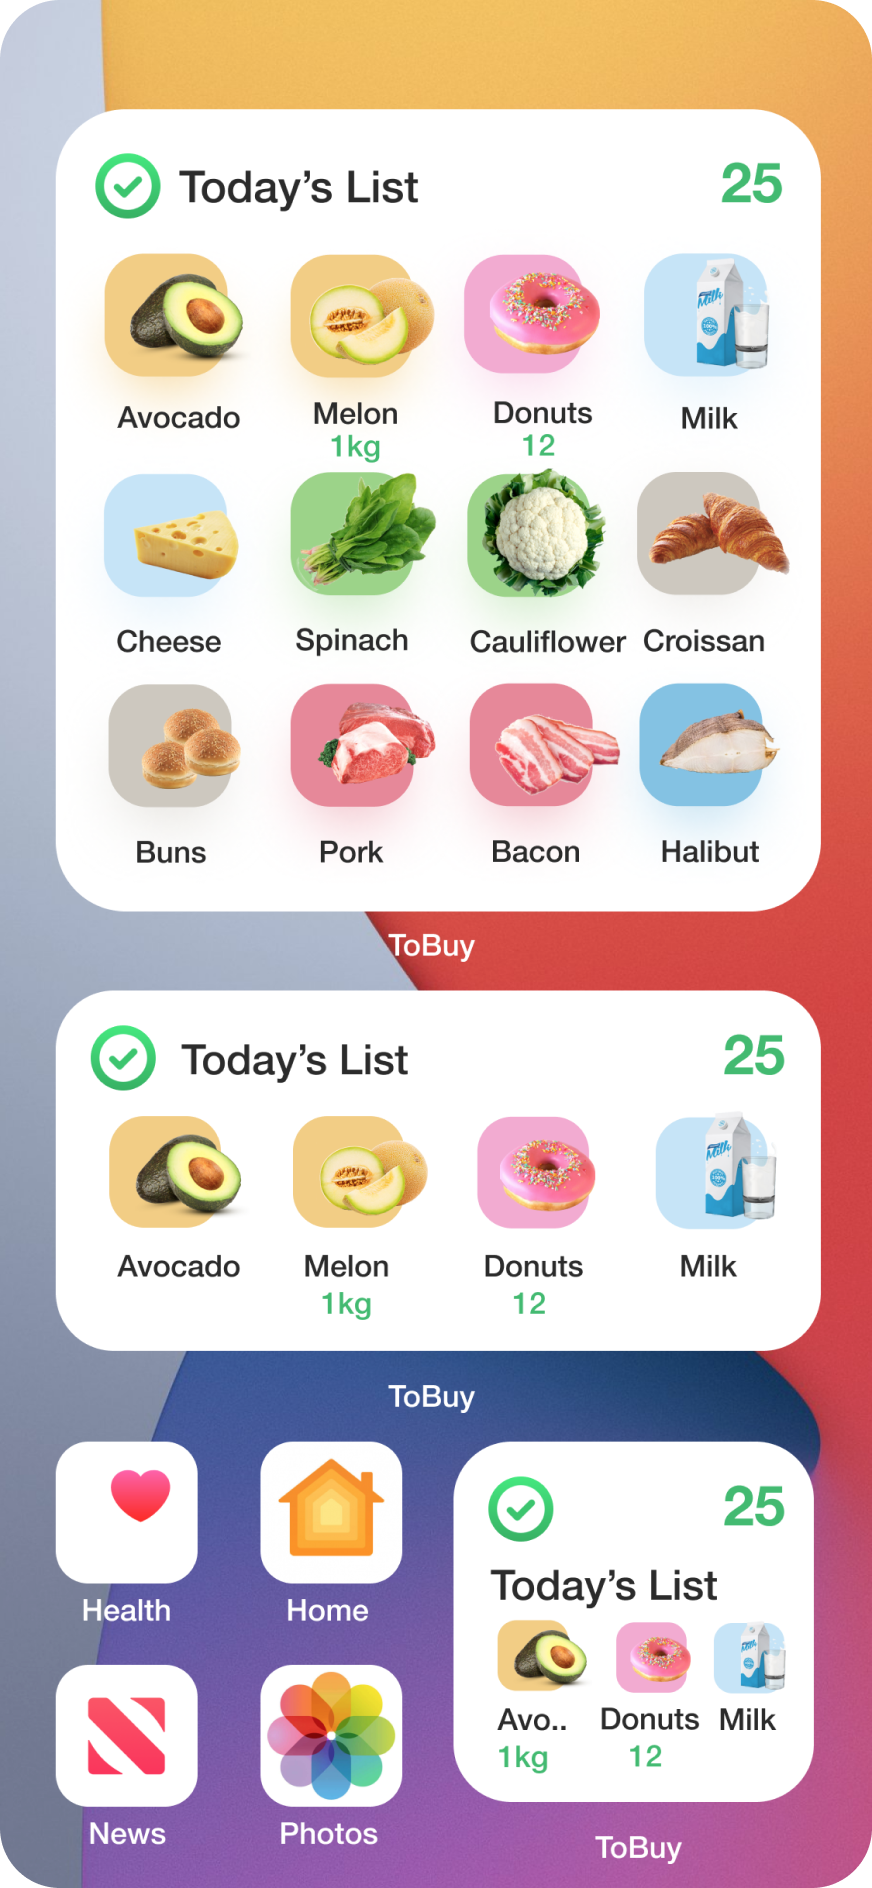 Today’s List 25
Avocado Melon Donuts Milk
1kg 12
Cheese Spinach Cauliflower Croissan
Buns Pork Bacon Halibut
ToBuy
Today’s List 25
Avocado Melon Donuts Milk
1kg 12
ToBuy
Health Home
25
Today’s List
Avo.. Donuts Milk
1kg 12
News Photos
ToBuy